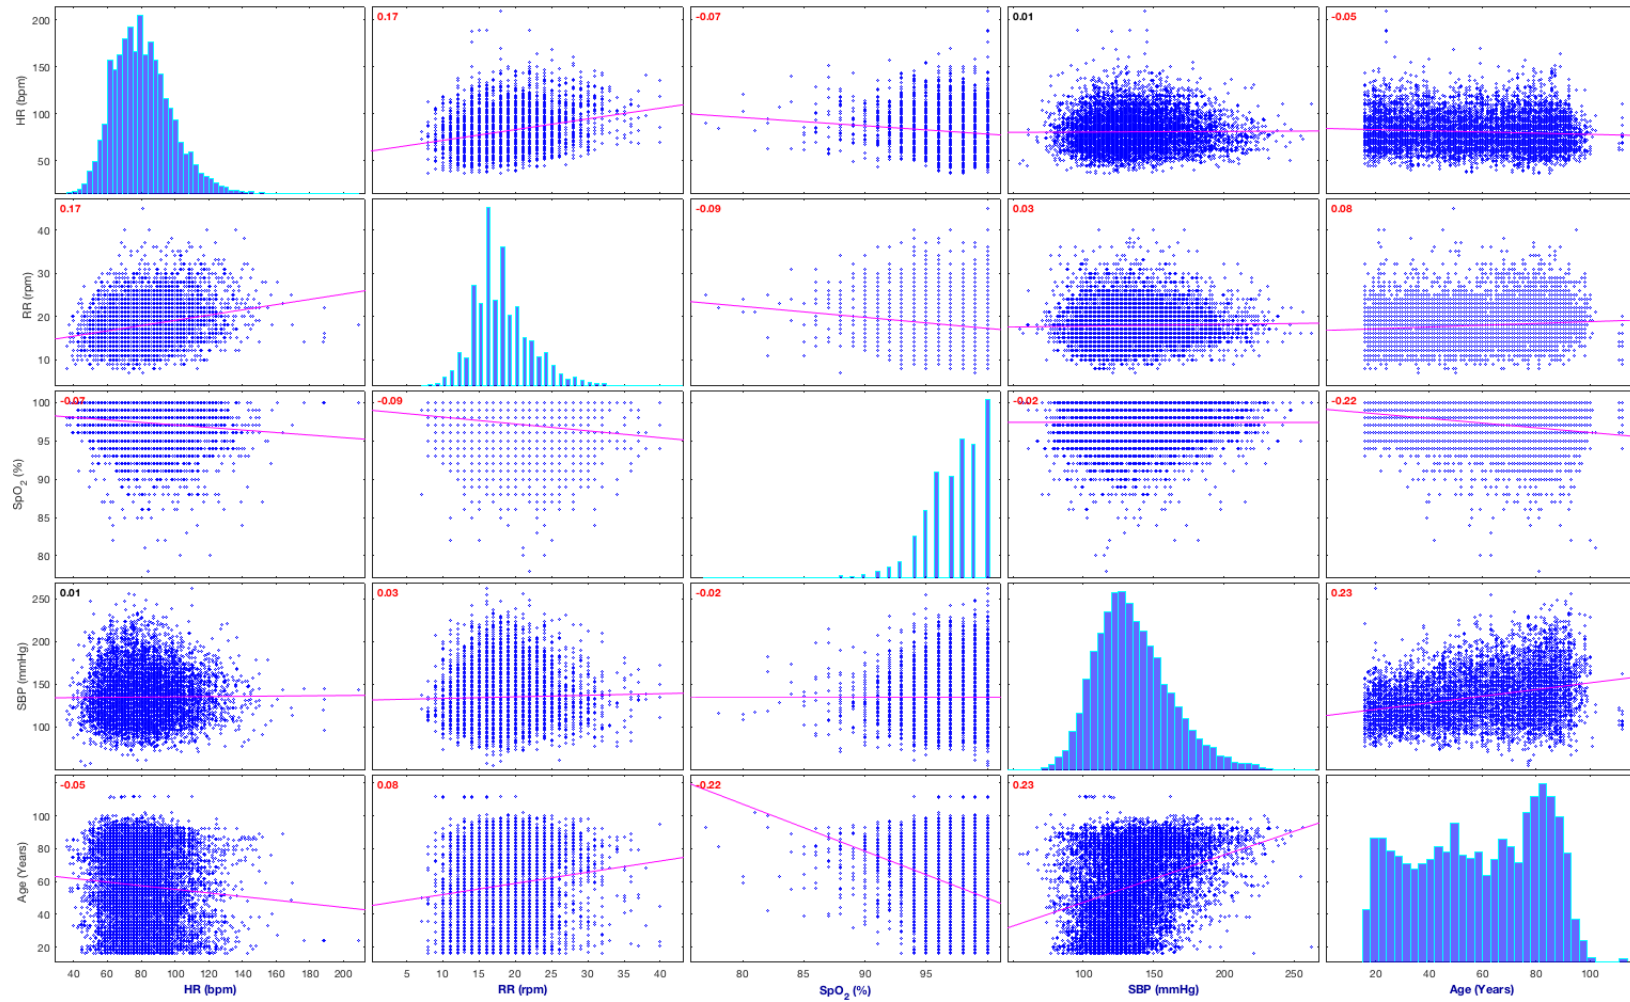 200
150
100
50
HR (bpm)
0.17
-0.07
0.01
-0.05
40
30
20
10
RR (rpm)
0.17
-0.09
0.03
0.08
100
95
90
85
80
SpO₂ (%)
-0.07
-0.09
-0.02
-0.22
250
200
150
100
SBP (mmHg)
0.01
0.03
-0.02
0.23
100
80
60
40
20
Age (Years)
-0.05
0.08
-0.22
0.23
40 60 80 100 120 140 160 180 200
5 10 15 20 25 30 35 40
80 85 90 95
100 150 200 250
20 40 60 80 100
HR (bpm)
RR (rpm)
SpO₂ (%)
SBP (mmHg)
Age (Years)